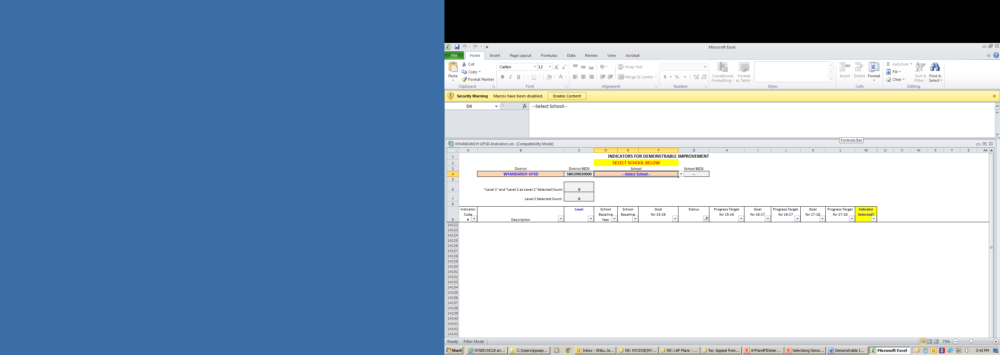 Microsoft Excel
File Home Insert Page Layout Formulas Data Review View Acrobat
Paste
Cut
Copy
Format Painter
Clipboard
Calibri 12
B I U
Font
Wrap Text
Merge & Center
Alignment
$ % ,
Number
Conditional Formatting
Format as Table
Styles
Insert Delete Format
Cells
AutoSum
Fill
Clear
Sort & Filter
Find & Select
Editing
Security Warning Macros have been disabled. Enable Content
D4 fx --Select School--
Formula Bar
WYANDANCH UFSD-Indicators.xls [Compatibility Mode]
A B C D E F G H I J K L M U V W X Y Z AA
1 INDICATORS FOR DEMONSTRABLE IMPROVEMENT
2 SELECT SCHOOL BELOW
3 District District BEDS School School BEDS
4 WYANDANCH UFSD 580109020000 --Select School-- --
5
6 "Level 1" and "Level 2 as Level 1" Selected Count: 0
7 Level 2 Selected Count: 0
8
Indicator Level School School Goal Status Progress Target Goal Progress Target Goal Progress Target Indicator
Code Baseline Baseline for 15-16 for 15-16 for 16-17 for 16-17 for 17-18 for 17-18 Selected?
9 # Description Year
14122
14123
14124
14125
14126
14127
14128
14129
14130
14131
14132
14133
14134
14135
14136
14137
14138
14139
14140
14141
14142
14143
Ready Filter Mode 75%
Start NYSED:NCLB an... C:\Users\sjosep... Inbox - Shibu.Jo... RE: NYCDOE/NY... RE: LAP Plans - ... Re: Appeal from... AYPandPIDeter... Selectiong Demo... Demonstrable I... Microsoft Excel 3:42 PM